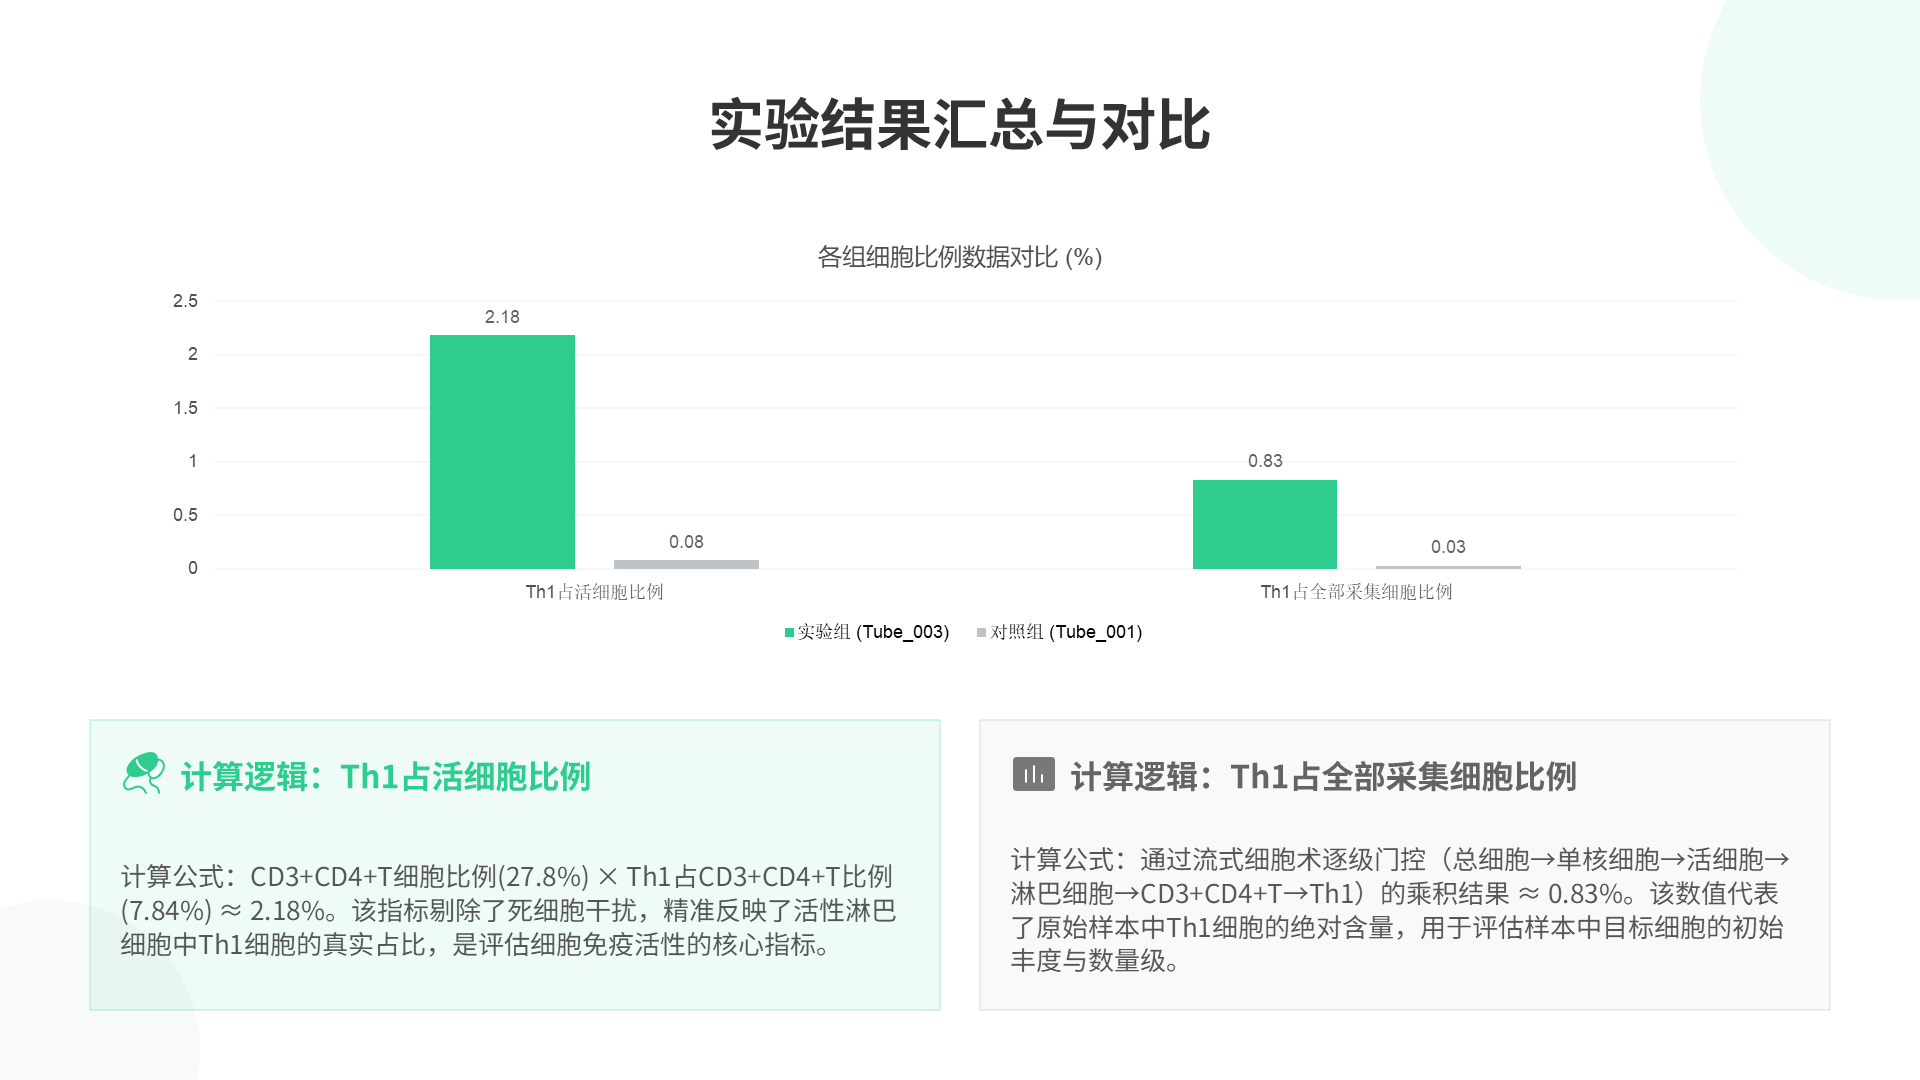 实验结果汇总与对比
各组细胞比例数据对比 (%)
2.5
2
1.5
1
0.5
0
2.18
0.08
0.83
0.03
Th1占活细胞比例
Th1占全部采集细胞比例
实验组 (Tube_003)
对照组 (Tube_001)
计算逻辑：Th1占活细胞比例
计算公式：CD3+CD4+T细胞比例(27.8%) × Th1占CD3+CD4+T比例
(7.84%) ≈ 2.18%。该指标剔除了死细胞干扰，精准反映了活性淋巴
细胞中Th1细胞的真实占比，是评估细胞免疫活性的核心指标。
计算逻辑：Th1占全部采集细胞比例
计算公式：通过流式细胞术逐级门控（总细胞→单核细胞→活细胞→
淋巴细胞→CD3+CD4+T→Th1）的乘积结果 ≈ 0.83%。该数值代表
了原始样本中Th1细胞的绝对含量，用于评估样本中目标细胞的初始
丰度与数量级。